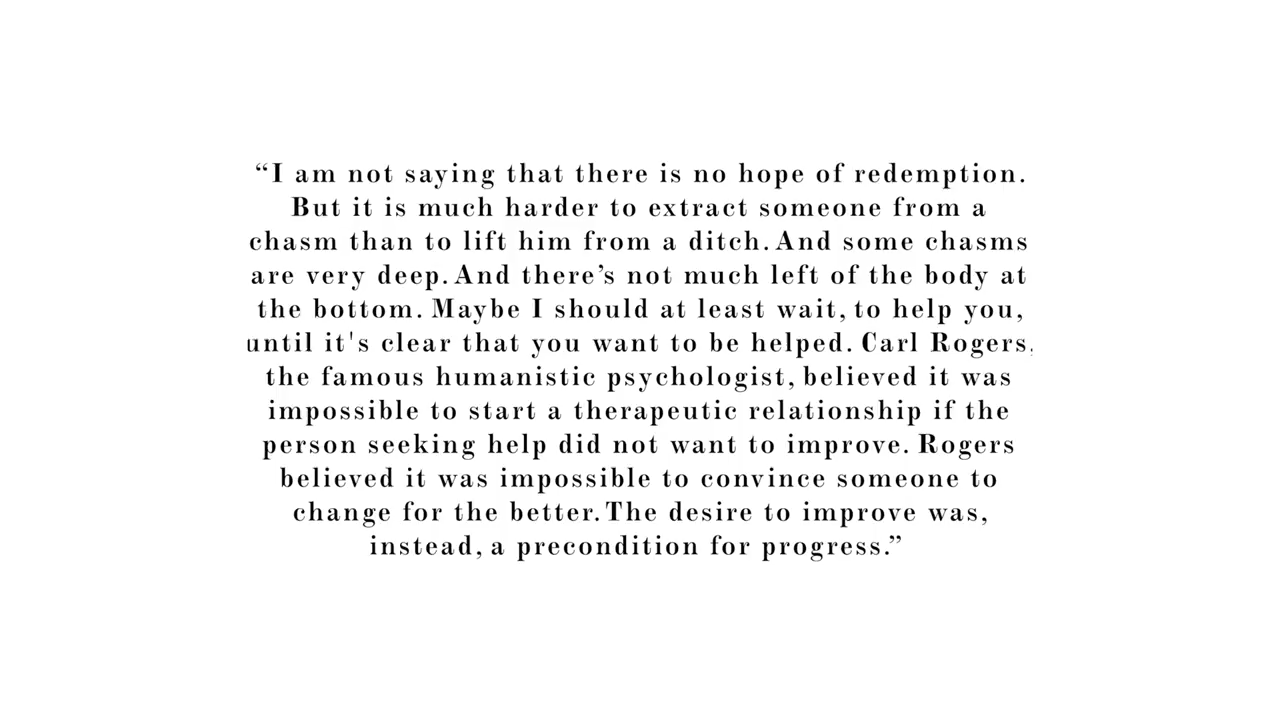 “I am not saying that there is no hope of redemption.
But it is much harder to extract someone from a
chasm than to lift him from a ditch. And some chasms
are very deep. And there’s not much left of the body at
the bottom. Maybe I should at least wait, to help you,
until it's clear that you want to be helped. Carl Rogers,
the famous humanistic psychologist, believed it was
impossible to start a therapeutic relationship if the
person seeking help did not want to improve. Rogers
believed it was impossible to convince someone to
change for the better. The desire to improve was,
instead, a precondition for progress.”